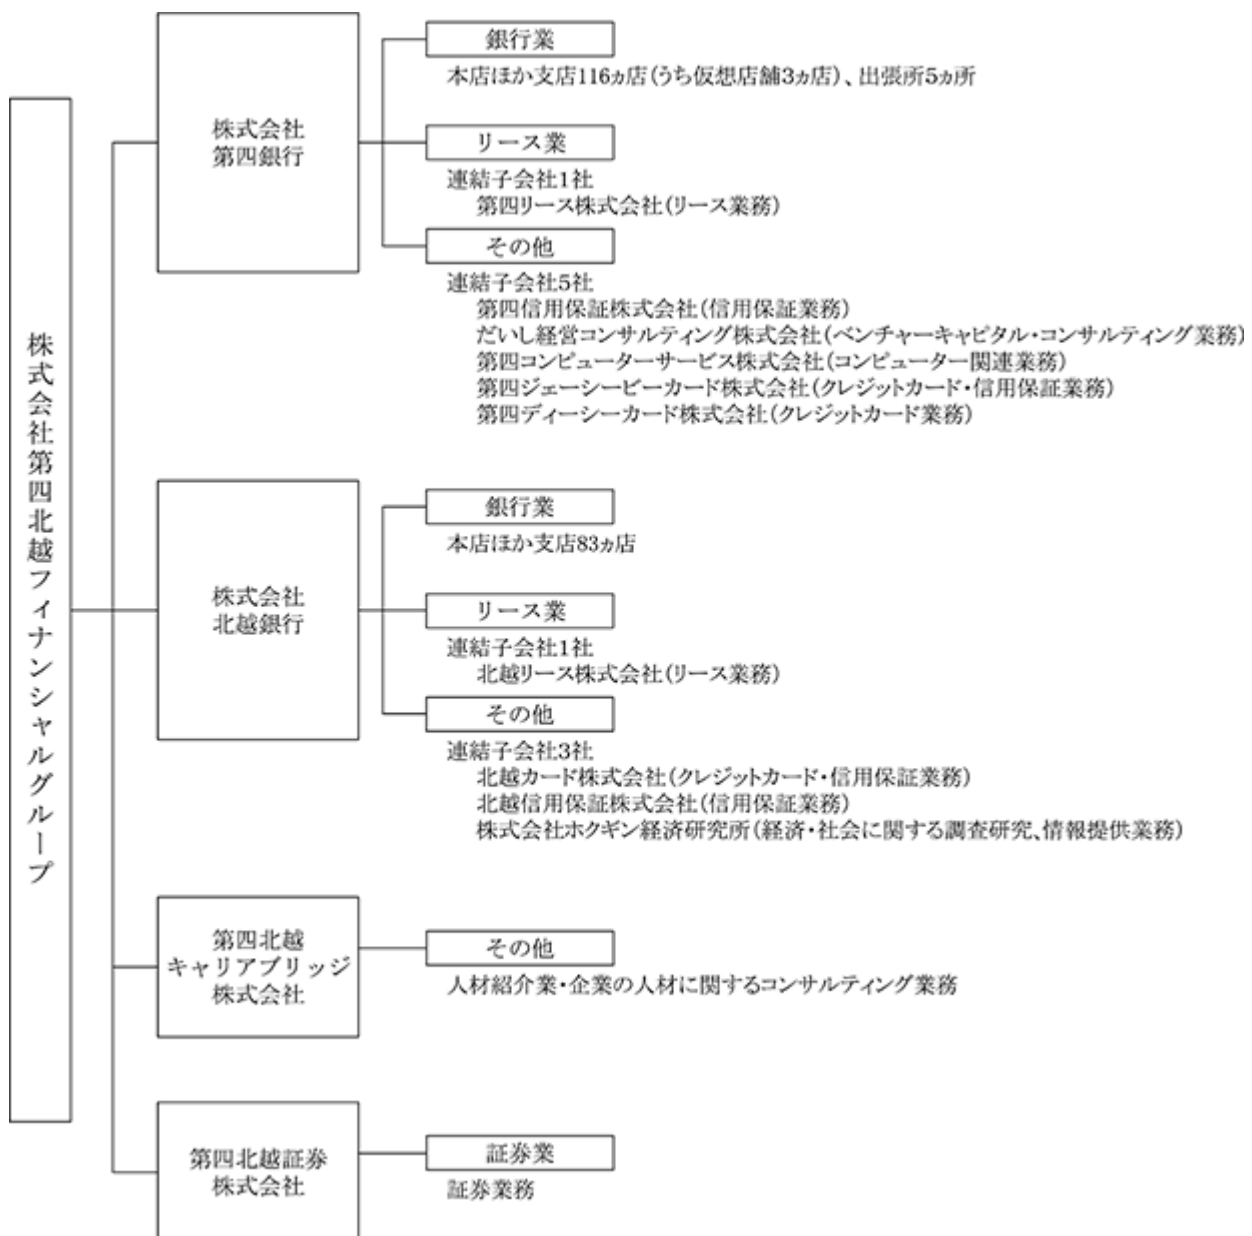 株式会社第四北越フィナンシャルグループ
株式会社
第四銀行
銀行業
本店ほか支店116ヵ店(うち仮想店舗3ヵ店)、出張所5ヵ所
リース業
連結子会社1社
第四リース株式会社(リース業務)
その他
連結子会社5社
第四信用保証株式会社(信用保証業務)
だいし経営コンサルティング株式会社(ベンチャーキャピタル・コンサルティング業務)
第四コンピューターサービス株式会社(コンピューター関連業務)
第四ジェーシービーカード株式会社(クレジットカード・信用保証業務)
第四ディーシーカード株式会社(クレジットカード業務)
株式会社
北越銀行
銀行業
本店ほか支店83ヵ店
リース業
連結子会社1社
北越リース株式会社(リース業務)
その他
連結子会社3社
北越カード株式会社(クレジットカード・信用保証業務)
北越信用保証株式会社(信用保証業務)
株式会社ホクギン経済研究所(経済・社会に関する調査研究、情報提供業務)
第四北越
キャリアブリッジ
株式会社
その他
人材紹介業・企業の人材に関するコンサルティング業務
第四北越証券
株式会社
証券業
証券業務